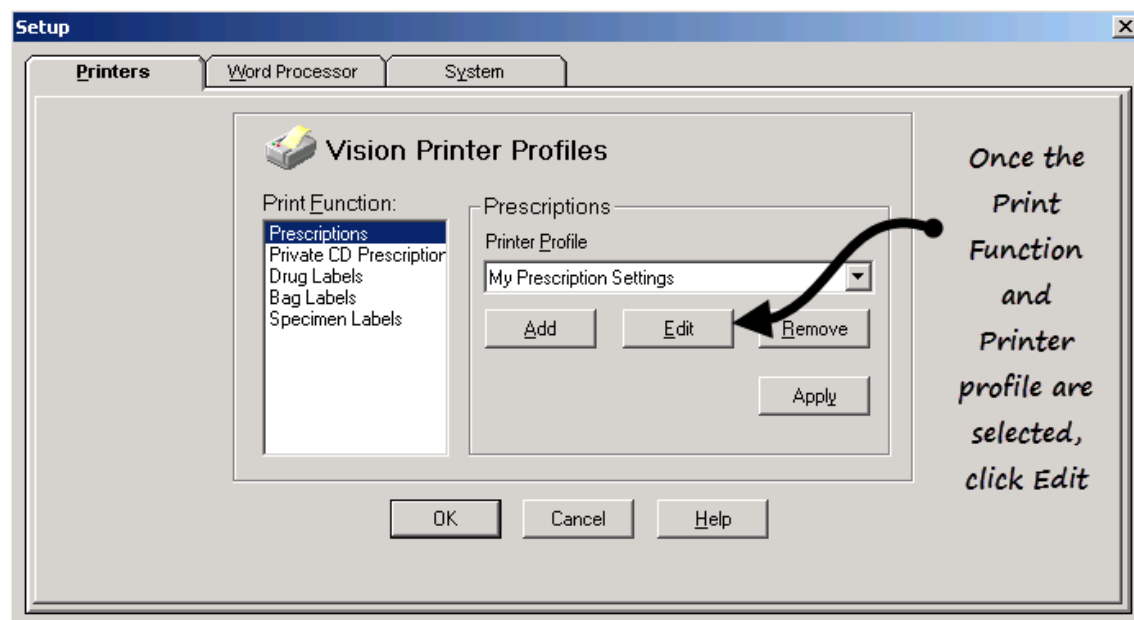 Setup
Printers
Word Processor
System
Vision Printer Profiles
Print Function:
Prescriptions
Private CD Prescription
Drug Labels
Bag Labels
Specimen Labels
Prescriptions
Printer Profile
My Prescription Settings
Add
Edit
Remove
Apply
OK
Cancel
Help
Once the
Print
Function
and
Printer
profile are
selected,
click Edit